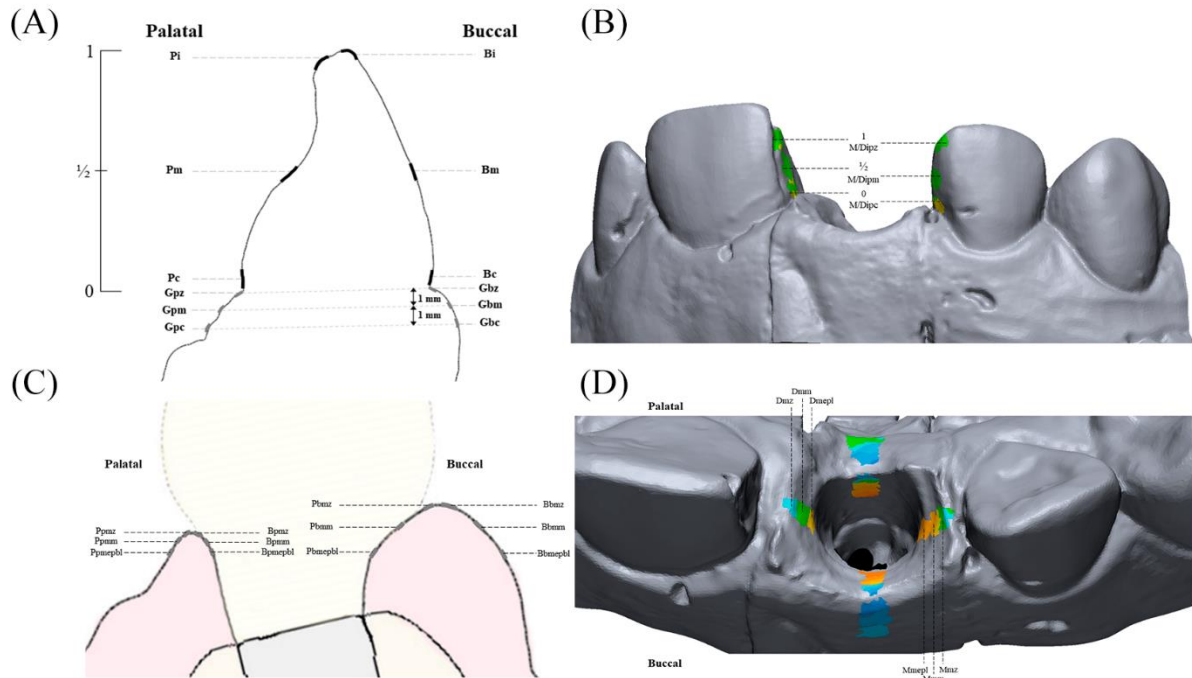 (A)
Palatal
Buccal
1
Pi
Bi
½
Pm
Bm
Pc
Bc
0
Gpz
Gbz
1 mm
Gpm
Gbm
1 mm
Gpc
Gbc
(B)
1
M/Dipz
½
M/Dipm
0
M/Dipc
(C)
Palatal
Buccal
Pbmz
Bbmz
Ppmz
Bpmz
Pbmm
Bbmm
Ppmm
Bpmm
Ppmepbl
Bpmepbl
Pbmepbl
Bbmepbl
(D)
Palatal
Dmm
Dmz
Dmepl
Buccal
Mmepl
Mmz